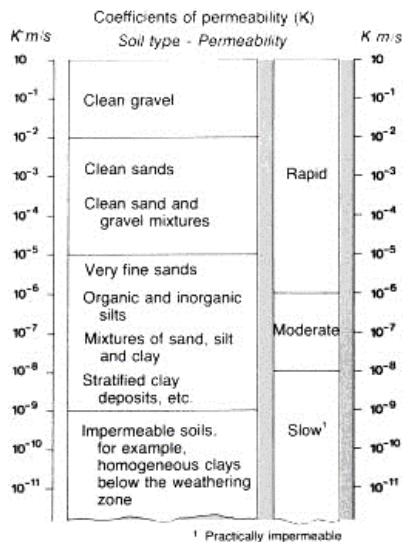 Coefficients of permeability (K)
K m/s Soil type - Permeability K m/s
10 10
10⁻¹ Clean gravel 10⁻¹
10⁻² 10⁻²
Clean sands
10⁻³ Rapid 10⁻³
Clean sand and
10⁻⁴ gravel mixtures 10⁻⁴
10⁻⁵ 10⁻⁵
Very fine sands
10⁻⁶ Organic and inorganic 10⁻⁶
silts
10⁻⁷ Mixtures of sand, silt Moderate 10⁻⁷
and clay
10⁻⁸ Stratified clay 10⁻⁸
deposits, etc.
10⁻⁹ 10⁻⁹
Impermeable soils, Slow¹
10⁻¹⁰ for example, 10⁻¹⁰
homogeneous clays
10⁻¹¹ below the weathering 10⁻¹¹
zone
¹ Practically impermeable